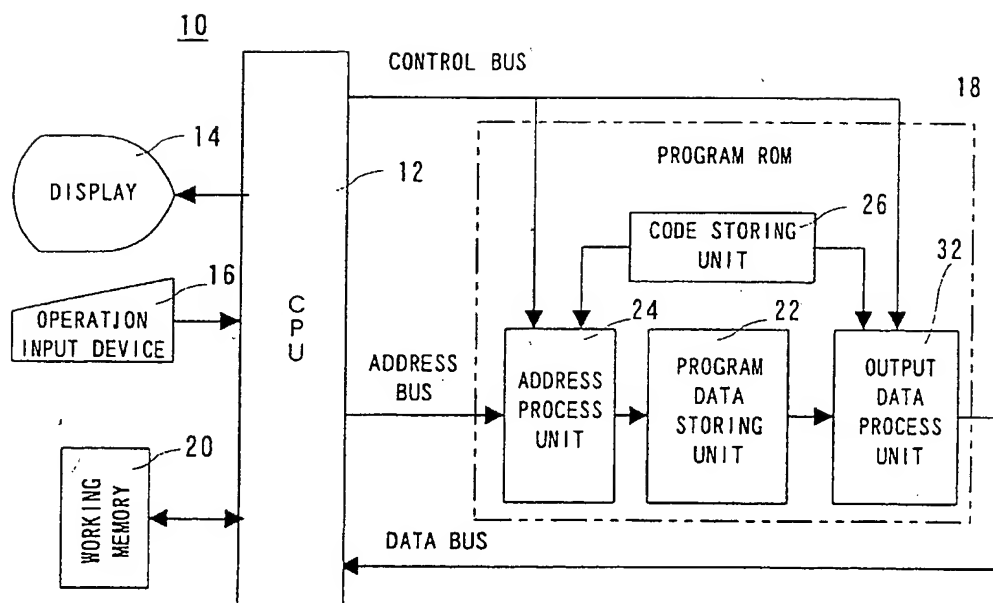 10
CONTROL BUS
18
14
DISPLAY
12
PROGRAM ROM
26
CODE STORING
UNIT
32
16
OPERATION
INPUT DEVICE
CPU
24
22
ADDRESS
BUS
ADDRESS
PROCESS
UNIT
PROGRAM
DATA
STORING
UNIT
OUTPUT
DATA
PROCESS
UNIT
20
WORKING
MEMORY
DATA BUS